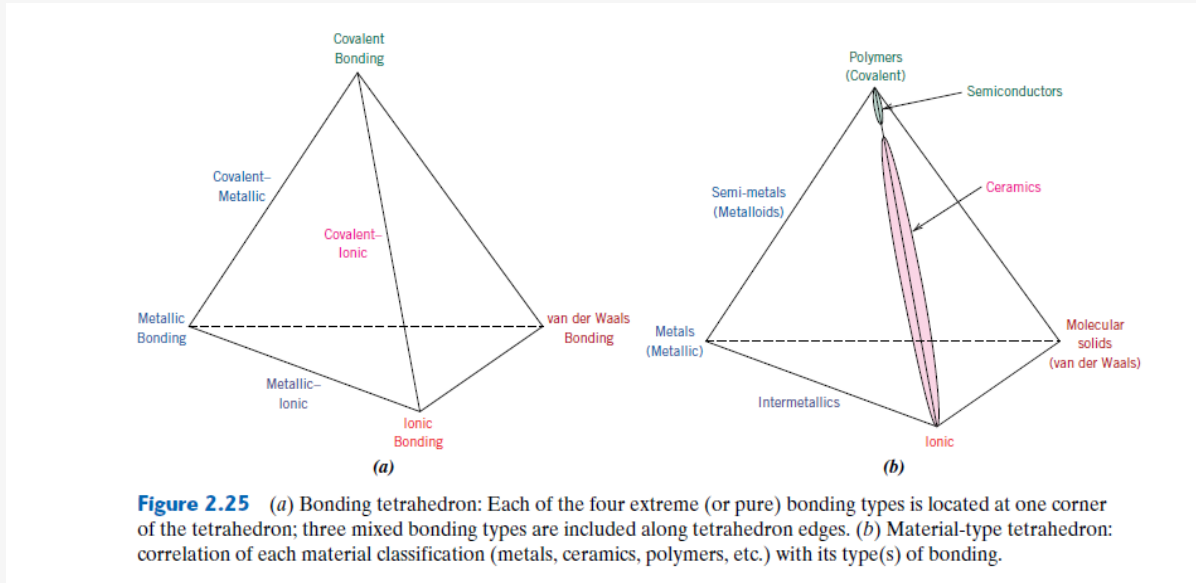 Covalent
Bonding
Covalent–
Metallic
Covalent–
Ionic
Metallic
Bonding
van der Waals
Bonding
Metallic–
Ionic
Ionic
Bonding
(a)
Polymers
(Covalent)
Semiconductors
Semi-metals
(Metalloids)
Ceramics
Metals
(Metallic)
Molecular
solids
(van der Waals)
Intermetallics
Ionic
(b)
Figure 2.25 (a) Bonding tetrahedron: Each of the four extreme (or pure) bonding types is located at one corner
of the tetrahedron; three mixed bonding types are included along tetrahedron edges. (b) Material-type tetrahedron:
correlation of each material classification (metals, ceramics, polymers, etc.) with its type(s) of bonding.